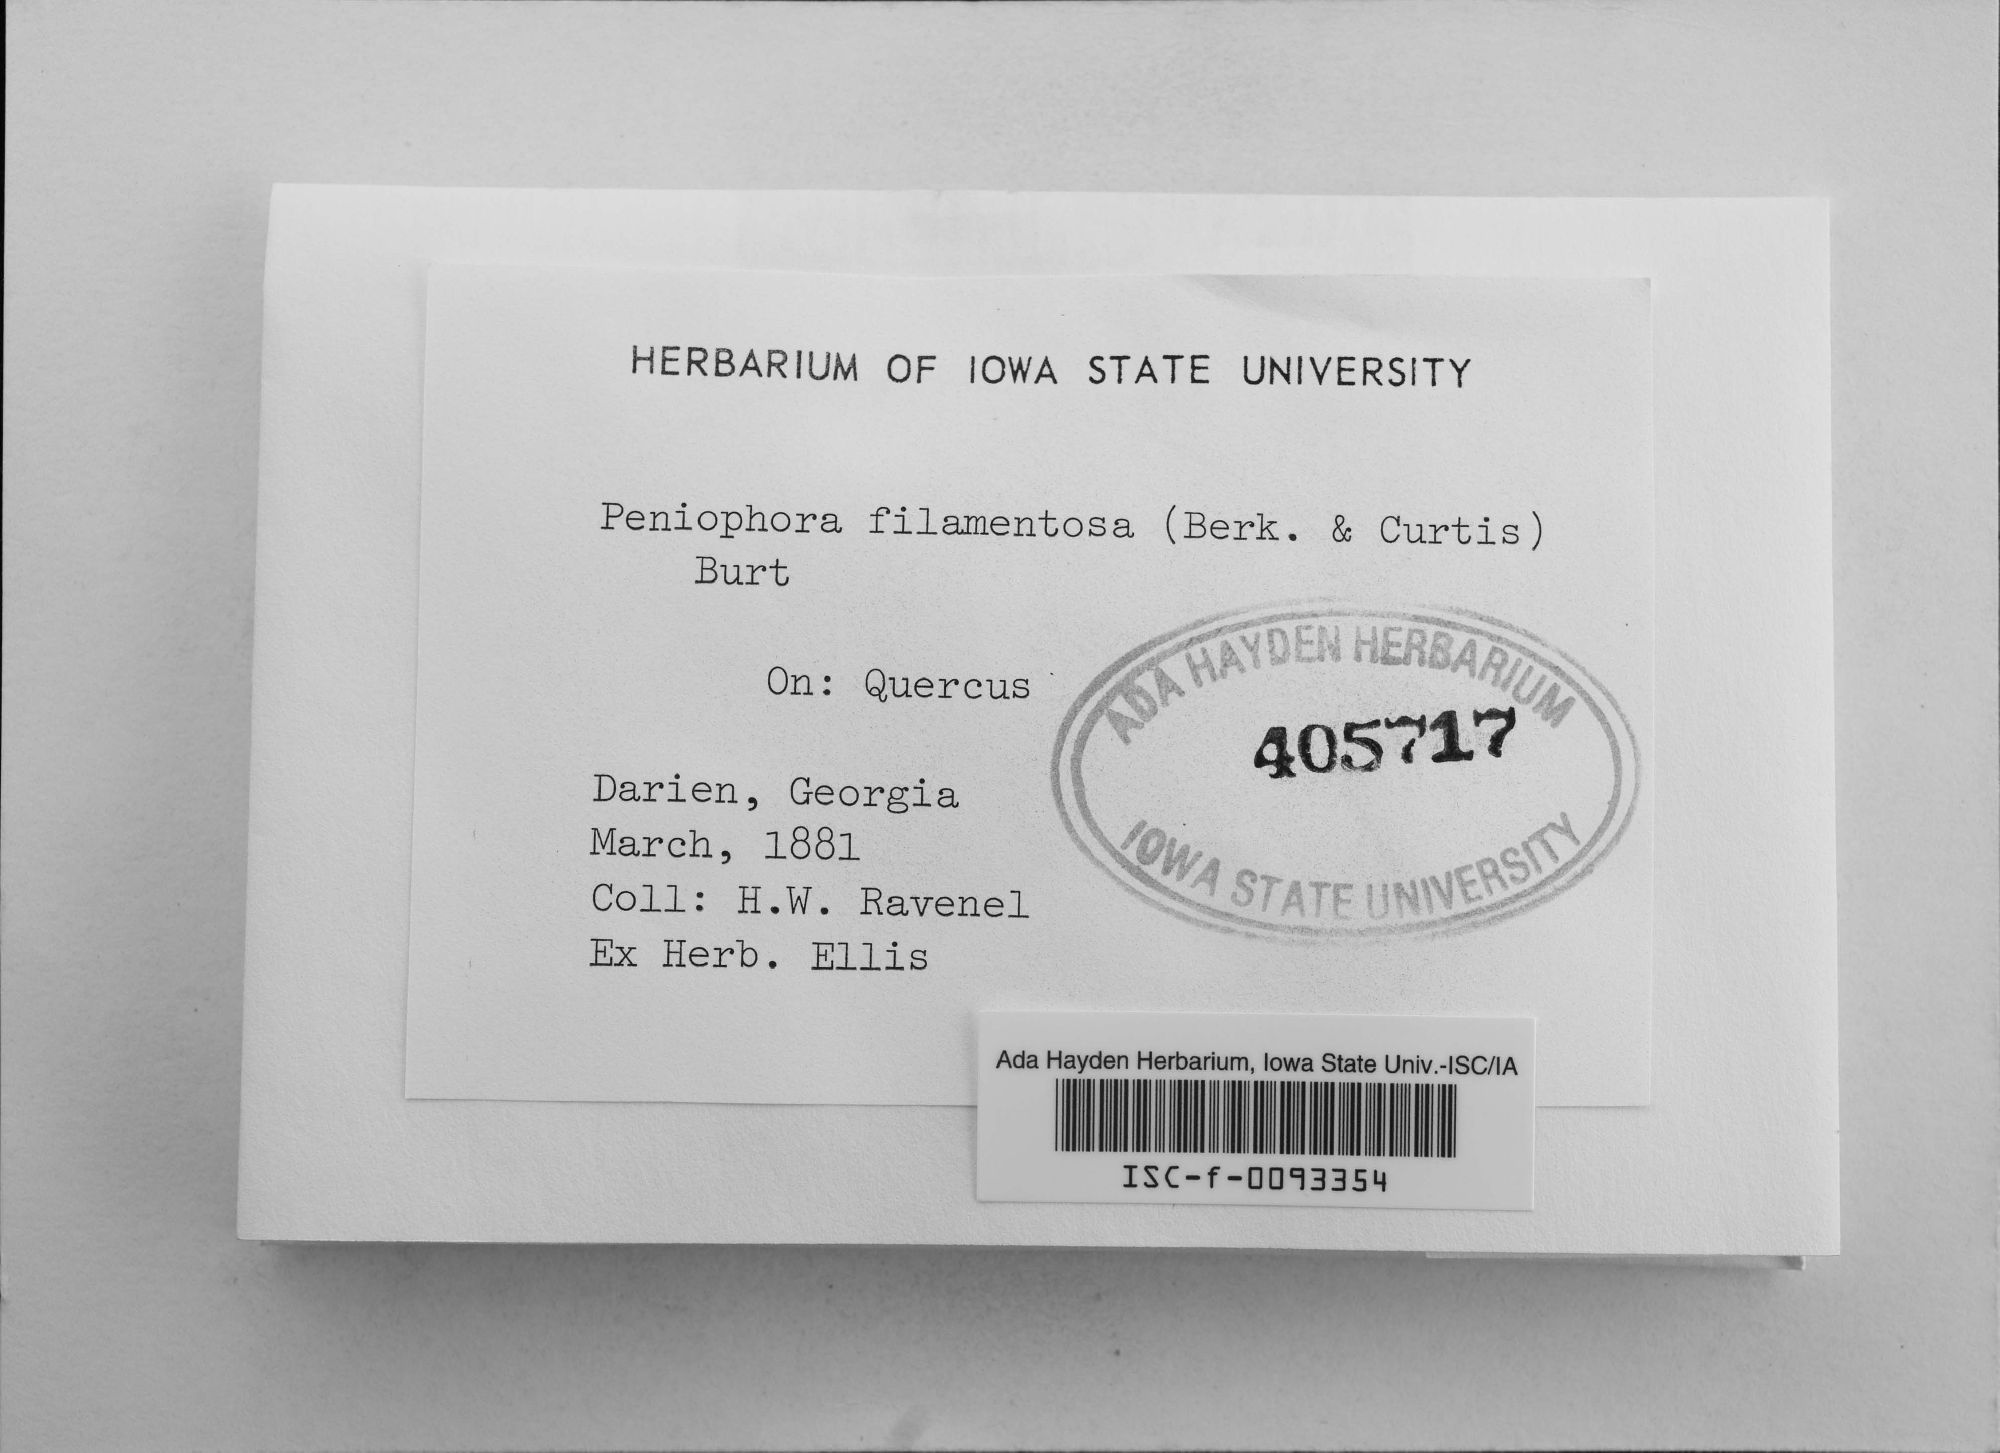 HERBARIUM OF IOWA STATE UNIVERSITY
Peniophora filamentosa (Berk. & Curtis)
Burt
On: Quercus
ADA HAYDEN HERBARIUM
405717
IOWA STATE UNIVERSITY
Darien, Georgia
March, 1881
Coll: H.W. Ravenel
Ex Herb. Ellis
Ada Hayden Herbarium, Iowa State Univ.-ISC/IA
ISC-f-0093354